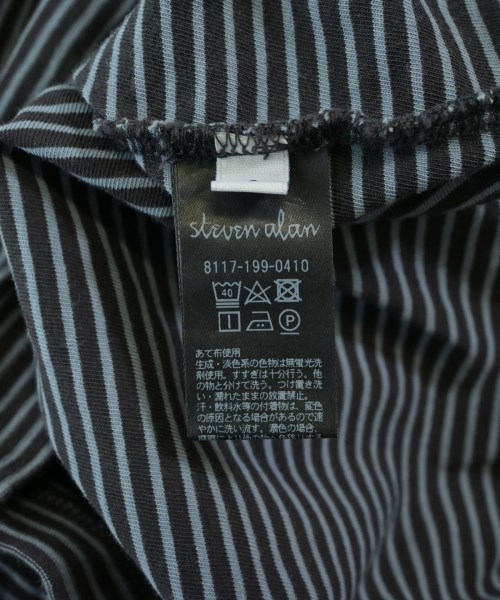 steven alan
8117-199-0410
40
P
あて布使用
生成・淡色系の色物は無蛍光洗
剤使用。すすぎは十分行う。他
の物と分けて洗う。つけ置き洗
い・濡れたままの放置禁止。
汗・飲料水等の付着物は、変色
の原因となる場合があるので速
やかに洗い流す。濃色の場合、